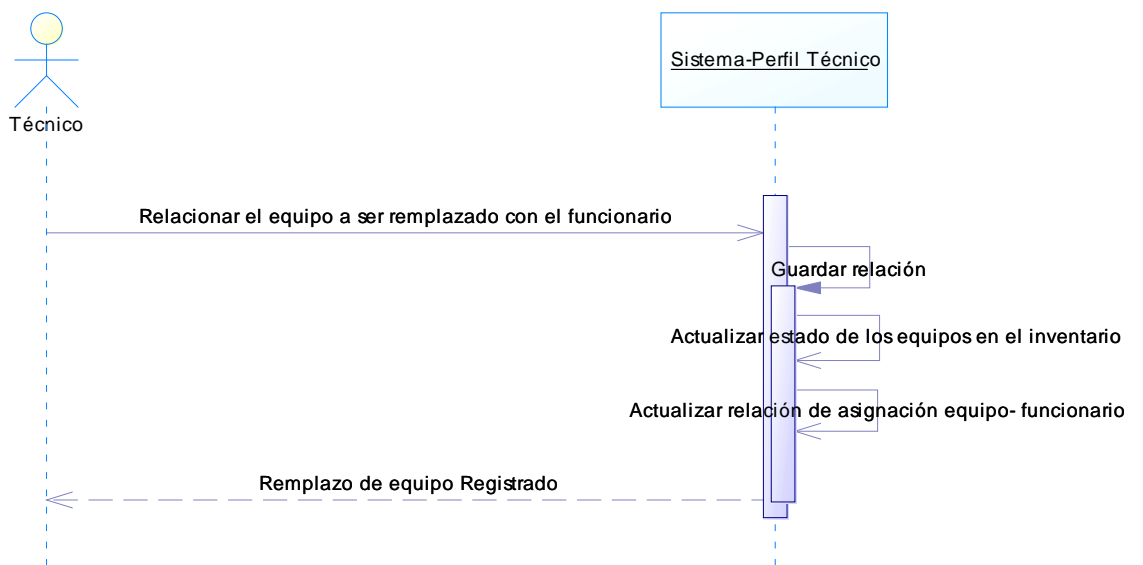 Sistema-Perfil Técnico
Técnico
Relacionar el equipo a ser remplazado con el funcionario
Guardar relación
Actualizar estado de los equipos en el inventario
Actualizar relación de asignación equipo- funcionario
Remplazo de equipo Registrado